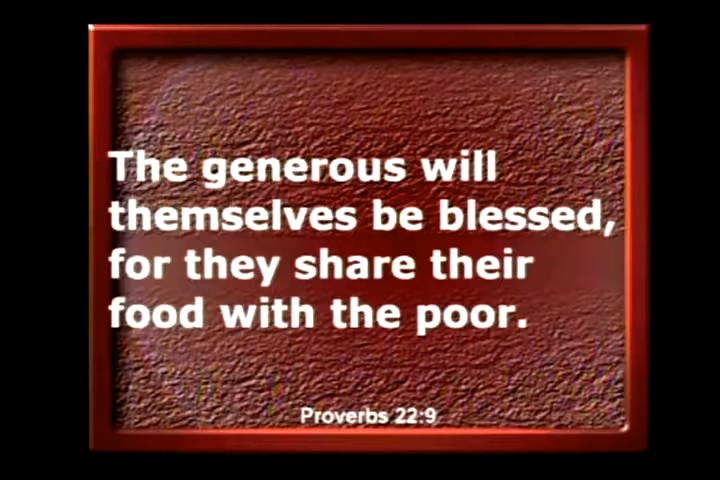 The generous will
themselves be blessed,
for they share their
food with the poor.
Proverbs 22:9